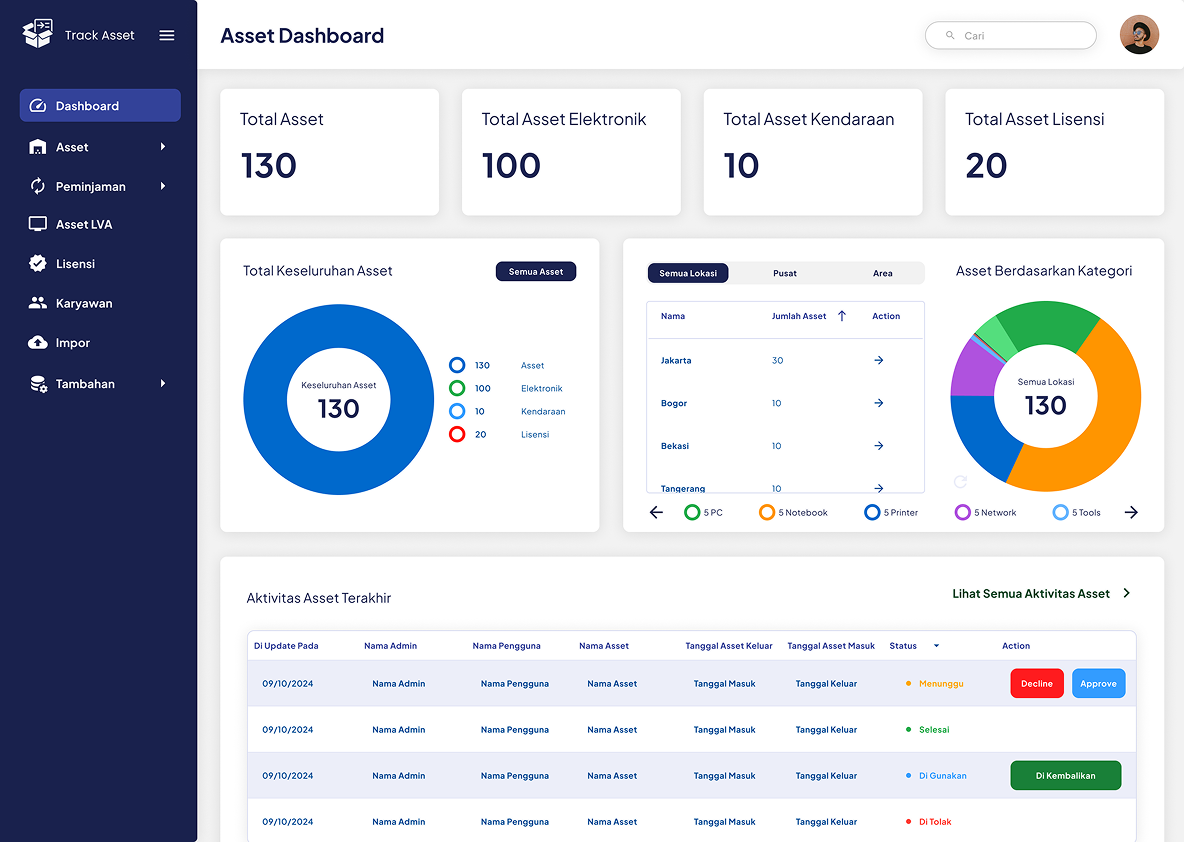 Track Asset
Asset Dashboard
Cari
Dashboard
Asset
Peminjaman
Asset LVA
Lisensi
Karyawan
Impor
Tambahan
Total Asset
130
Total Asset Elektronik
100
Total Asset Kendaraan
10
Total Asset Lisensi
20
Total Keseluruhan Asset
Semua Asset
Keseluruhan Asset
130
130 Asset
100 Elektronik
10 Kendaraan
20 Lisensi
Semua Lokasi Pusat Area
Asset Berdasarkan Kategori
Nama Jumlah Asset Action
Jakarta 30
Bogor 10
Bekasi 10
Tangerang 10
Semua Lokasi
130
5 PC 5 Notebook 5 Printer 5 Network 5 Tools
Aktivitas Asset Terakhir
Lihat Semua Aktivitas Asset
Di Update Pada Nama Admin Nama Pengguna Nama Asset Tanggal Asset Keluar Tanggal Asset Masuk Status Action
09/10/2024 Nama Admin Nama Pengguna Nama Asset Tanggal Masuk Tanggal Keluar Menunggu Decline Approve
09/10/2024 Nama Admin Nama Pengguna Nama Asset Tanggal Masuk Tanggal Keluar Selesai
09/10/2024 Nama Admin Nama Pengguna Nama Asset Tanggal Masuk Tanggal Keluar Di Gunakan Di Kembalikan
09/10/2024 Nama Admin Nama Pengguna Nama Asset Tanggal Masuk Tanggal Keluar Di Tolak